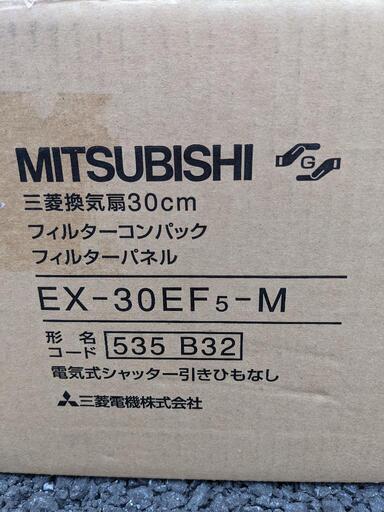 MITSUBISHI
G
三菱換気扇30cm
フィルターコンパック
フィルターパネル
EX-30EF5-M
形名コード 535 B32
電気式シャッター引きひもなし
三菱電機株式会社